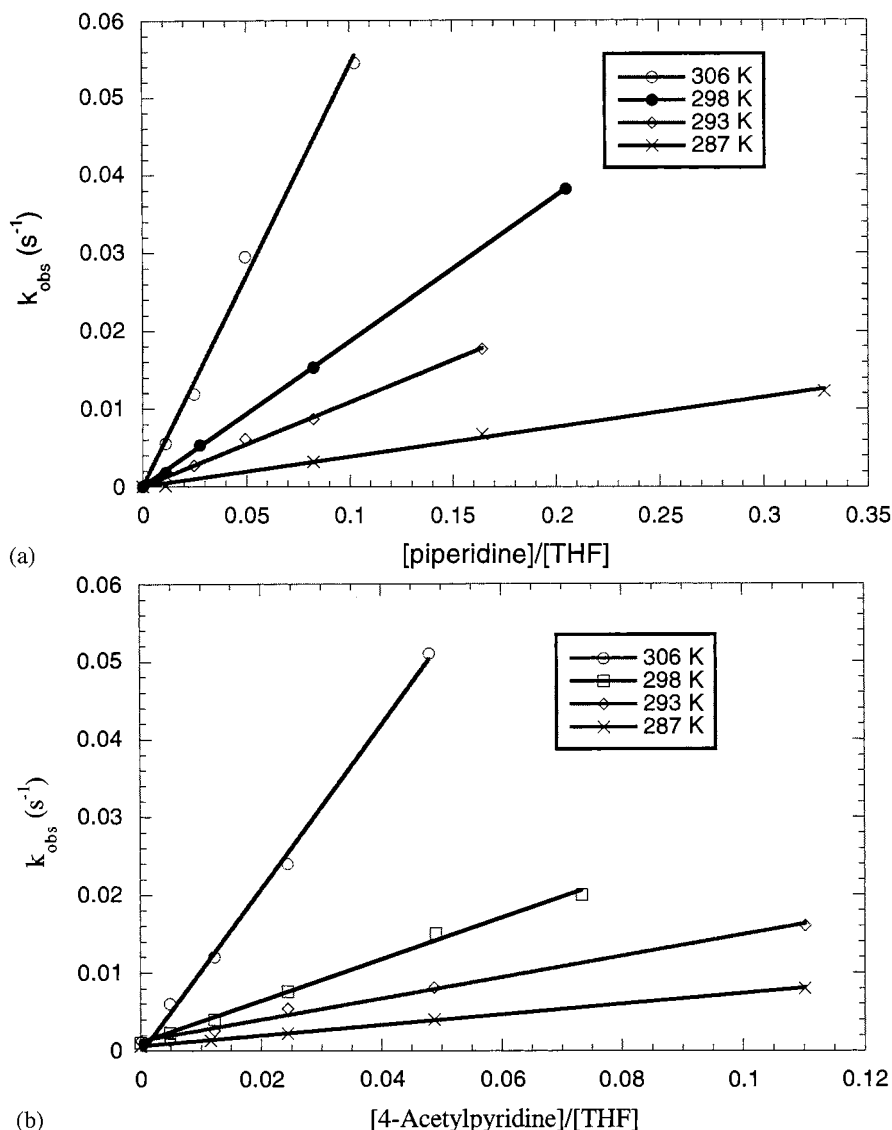 0.06
0.05
0.04
0.03
0.02
0.01
0
k_obs (s⁻¹)
306 K
298 K
293 K
287 K
0 0.05 0.1 0.15 0.2 0.25 0.3 0.35
(a)
[piperidine]/[THF]
0.06
0.05
0.04
0.03
0.02
0.01
0
k_obs (s⁻¹)
306 K
298 K
293 K
287 K
0 0.02 0.04 0.06 0.08 0.1 0.12
(b)
[4-Acetylpyridine]/[THF]